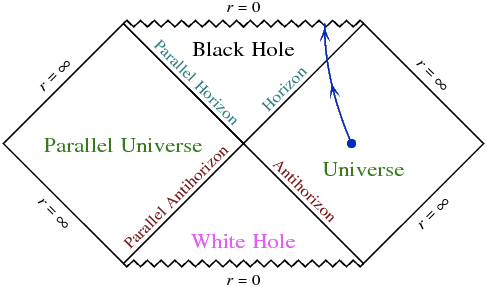 r = 0
Black Hole
Parallel Horizon
Horizon
r = ∞
r = ∞
Parallel Universe
Universe
Parallel Antihorizon
Antihorizon
r = ∞
r = ∞
White Hole
r = 0